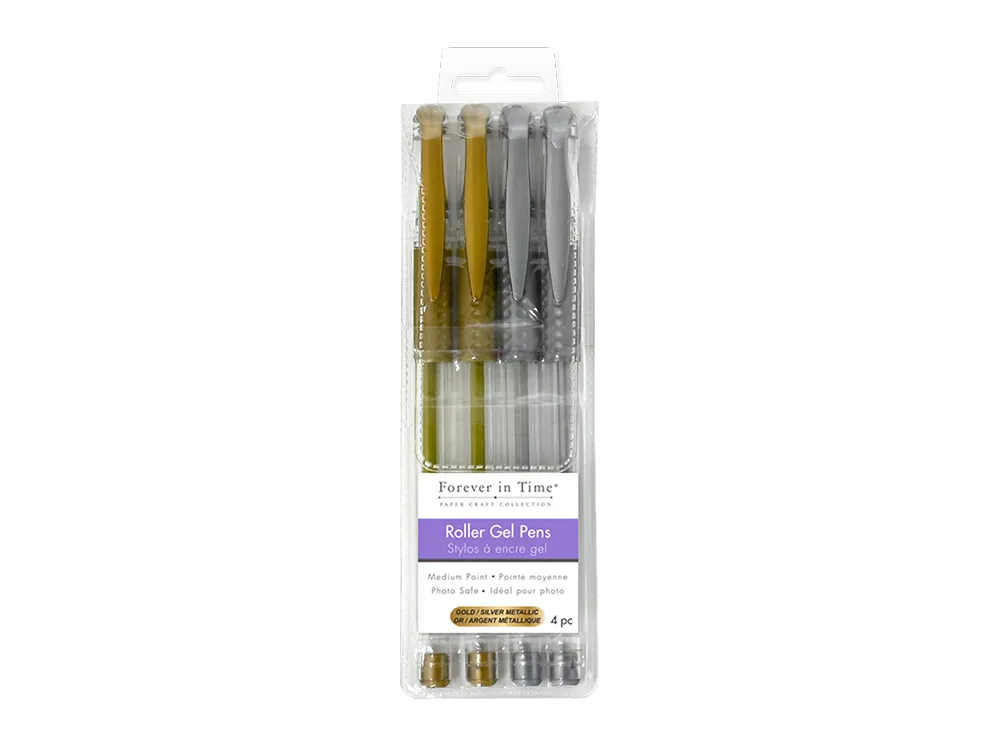 Forever in Time®
PAPER CRAFT COLLECTION
Roller Gel Pens
Stylos à encre gel
Medium Point • Pointe moyenne
Photo Safe • Idéal pour photo
GOLD / SILVER METALLIC
OR / ARGENT MÉTALLIQUE
4 pc